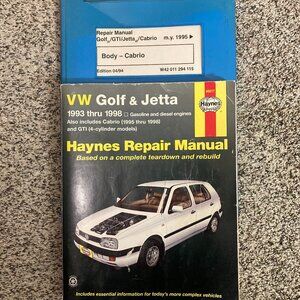 Repair Manual
Golf,/GTI/Jetta,/Cabrio m.y. 1995 ►
Body – Cabrio
Edition 04/94 W42 011 294 115
VW Golf & Jetta
Haynes
1993 thru 1998 □ Gasoline and diesel engines
Also includes Cabrio (1995 thru 1998)
and GTI (4-cylinder models)
Haynes Repair Manual
Based on a complete teardown and rebuild
Includes essential information for today's more complex vehicles